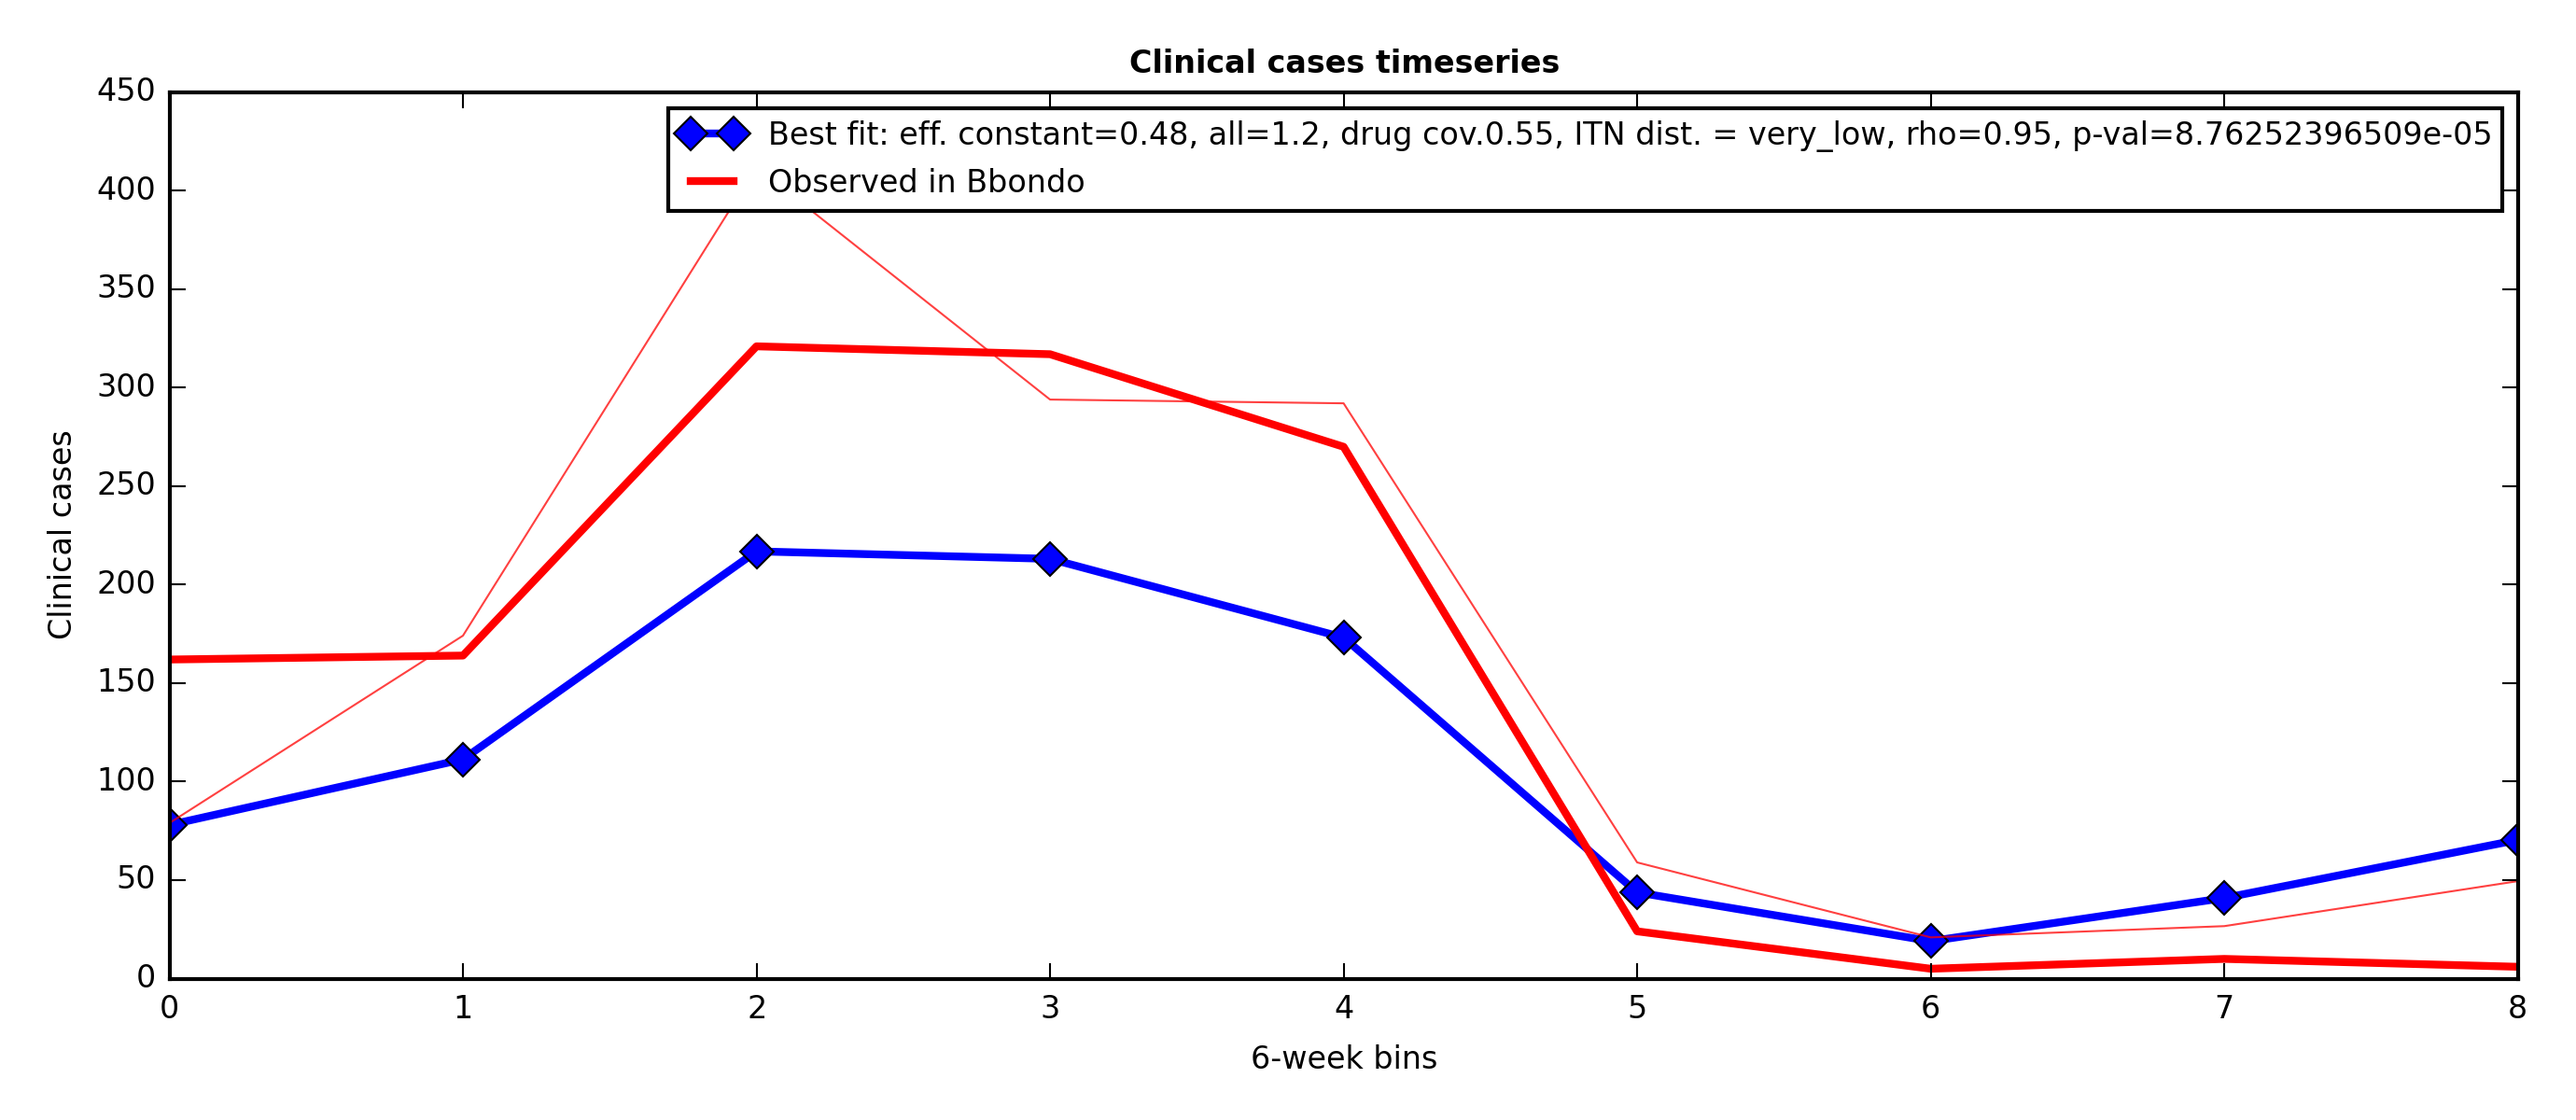 Clinical cases timeseries
450
400
350
300
250
200
150
100
50
0
Clinical cases
Best fit: eff. constant=0.48, all=1.2, drug cov.0.55, ITN dist. = very_low, rho=0.95, p-val=8.76252396509e-05
Observed in Bbondo
0 1 2 3 4 5 6 7 8
6-week bins